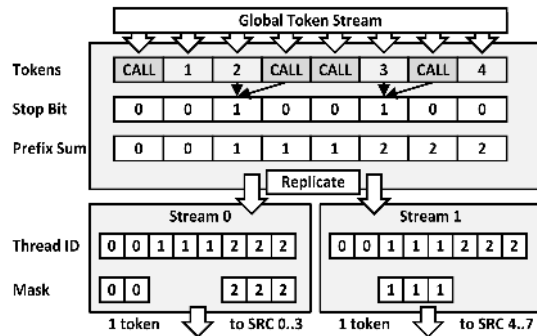 Global Token Stream
Tokens CALL 1 2 CALL CALL 3 CALL 4
Stop Bit 0 0 1 0 0 1 0 0
Prefix Sum 0 0 1 1 1 2 2 2
Replicate
Stream 0 Stream 1
Thread ID 0 0 1 1 1 2 2 2 0 0 1 1 1 2 2 2
Mask 0 0 2 2 2 1 1 1
1 token to SRC 0..3 1 token to SRC 4..7